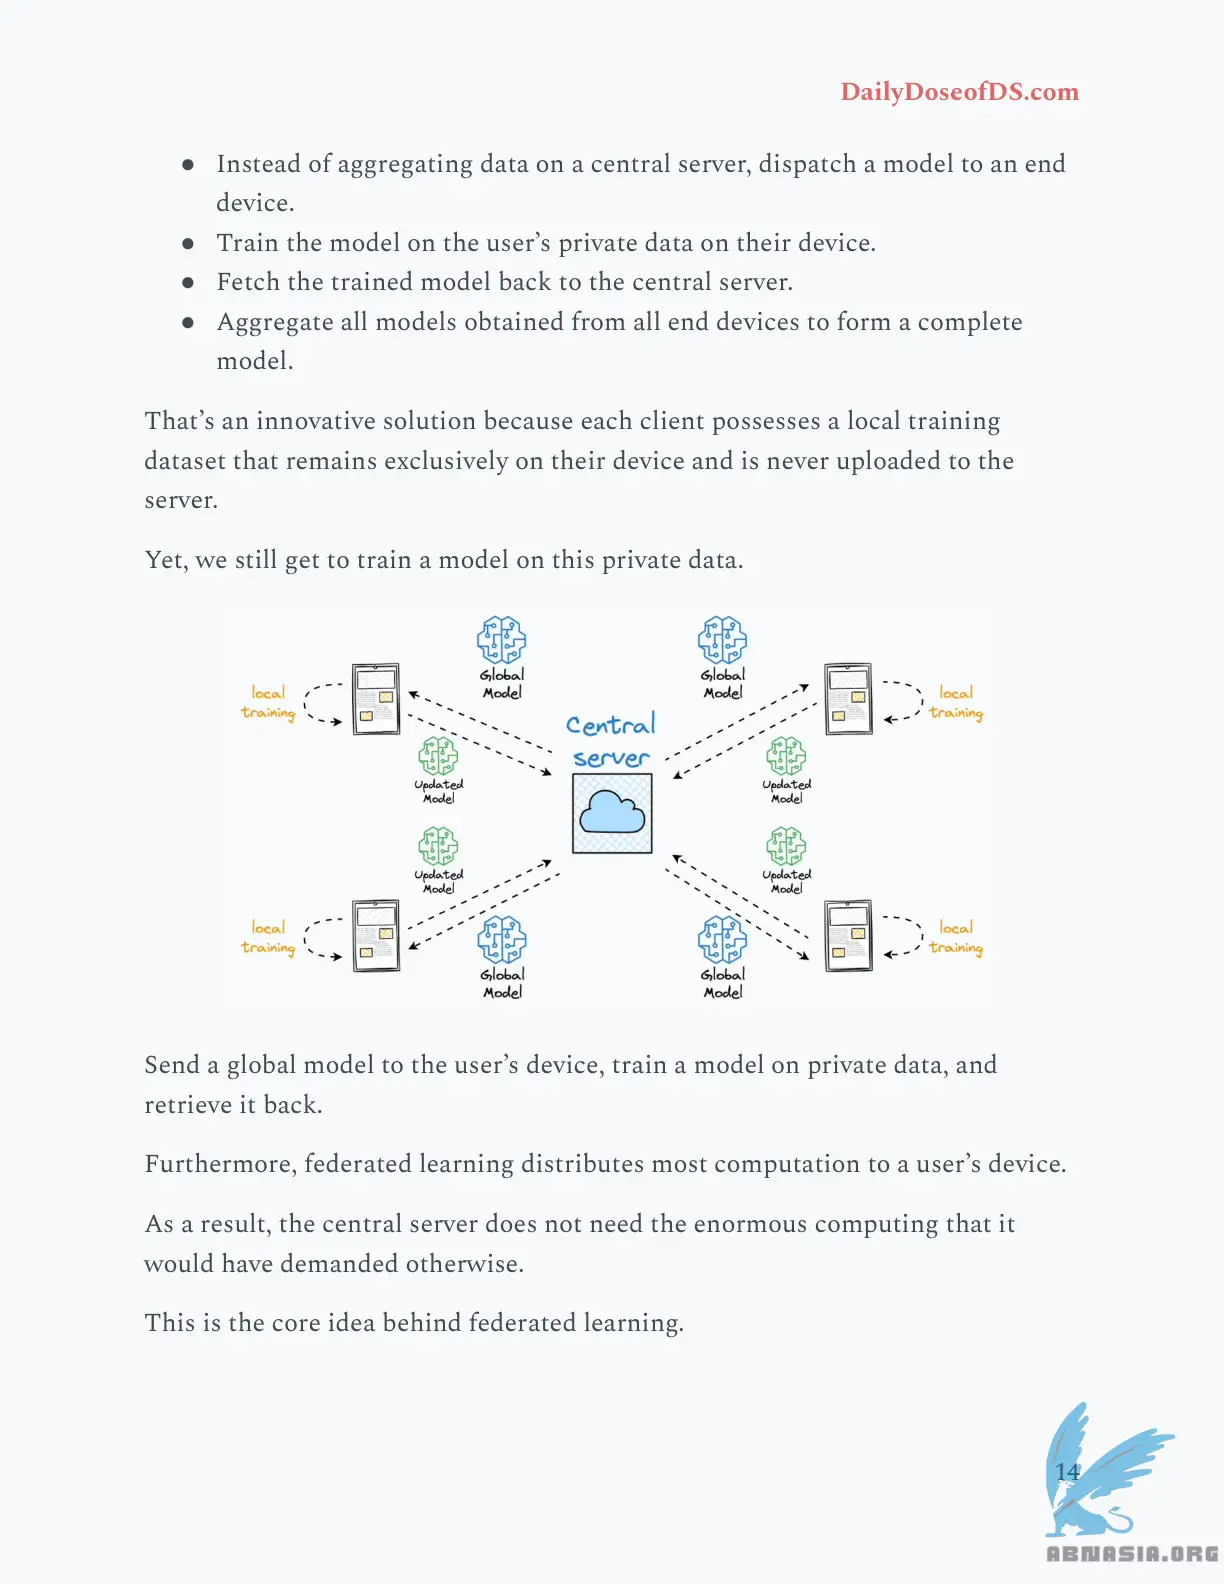 DailyDoseofDS.com
● Instead of aggregating data on a central server, dispatch a model to an end
device.
● Train the model on the user’s private data on their device.
● Fetch the trained model back to the central server.
● Aggregate all models obtained from all end devices to form a complete
model.
That’s an innovative solution because each client possesses a local training
dataset that remains exclusively on their device and is never uploaded to the
server.
Yet, we still get to train a model on this private data.
Global
Model
Global
Model
local
training
local
training
Central
server
Updated
Model
Updated
Model
Updated
Model
Updated
Model
local
training
local
training
Global
Model
Global
Model
Send a global model to the user’s device, train a model on private data, and
retrieve it back.
Furthermore, federated learning distributes most computation to a user’s device.
As a result, the central server does not need the enormous computing that it
would have demanded otherwise.
This is the core idea behind federated learning.
14
ABNASIA.ORG